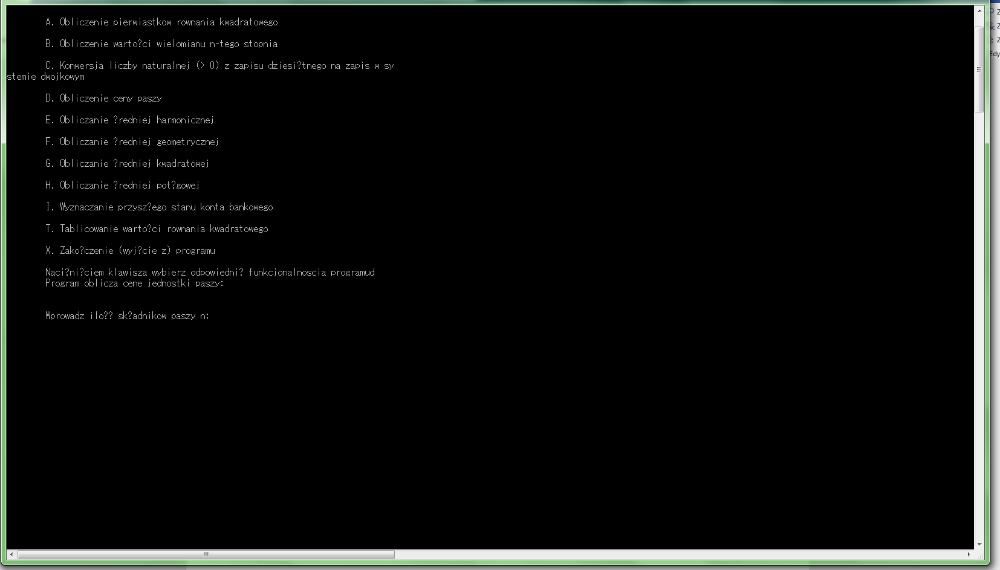 A. Obliczenie pierwiastkow rownania kwadratowego
B. Obliczenie warto?ci wielomianu n-tego stopnia
C. Konwersja liczby naturalnej (> 0) z zapisu dziesi?tnego na zapis w sy
stemie dwojkowym
D. Obliczenie ceny paszy
E. Obliczanie ?redniej harmonicznej
F. Obliczanie ?redniej geometrycznej
G. Obliczanie ?redniej kwadratowej
H. Obliczanie ?redniej pot?gowej
I. Wyznaczanie przysz?ego stanu konta bankowego
T. Tablicowanie warto?ci rownania kwadratowego
X. Zako?czenie (wyj?cie z) programu
Naci?ni?ciem klawisza wybierz odpowiedni? funkcjonalnoscia programud
Program oblicza cene jednostki paszy:
Wprowadz ilo?? sk?adnikow paszy n: